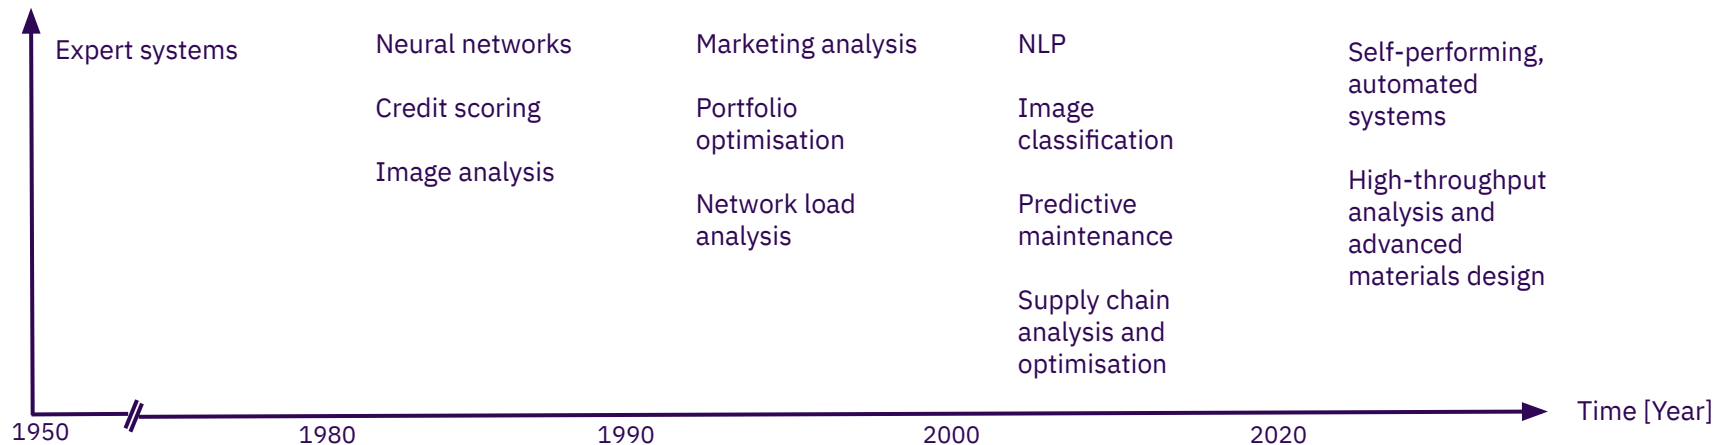 Expert systems
Neural networks
Credit scoring
Image analysis
Marketing analysis
Portfolio
optimisation
Network load
analysis
NLP
Image
classification
Predictive
maintenance
Supply chain
analysis and
optimisation
Self-performing,
automated
systems
High-throughput
analysis and
advanced
materials design
Time [Year]
1950
1980
1990
2000
2020